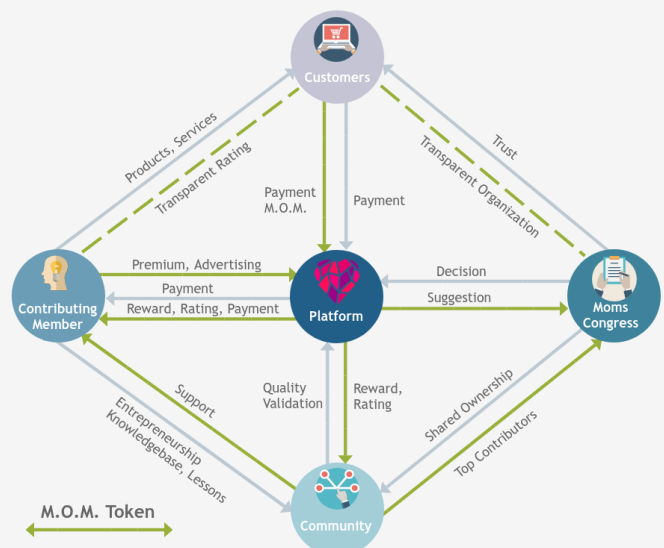 Customers
Products, Services
Transparent Rating
Trust
Transparent Organization
Payment
M.O.M.
Payment
Premium, Advertising
Payment
Reward, Rating, Payment
Contributing
Member
Platform
Decision
Suggestion
Moms
Congress
Support
Entrepreneurship
Knowledgebase, Lessons
Quality
Validation
Reward,
Rating
Shared Ownership
Top Contributors
Community
M.O.M. Token